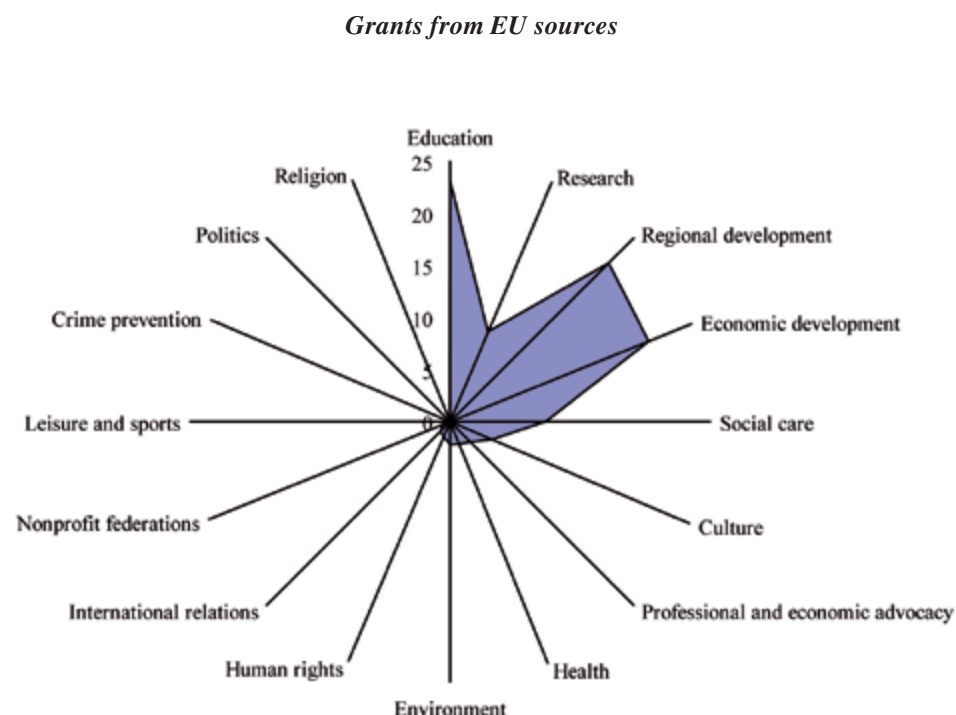 Grants from EU sources
Education
25
Religion
Research
20
Politics
Regional development
15
Crime prevention
10
Economic development
5
Leisure and sports
0
Social care
Nonprofit federations
Culture
International relations
Professional and economic advocacy
Human rights
Health
Environment